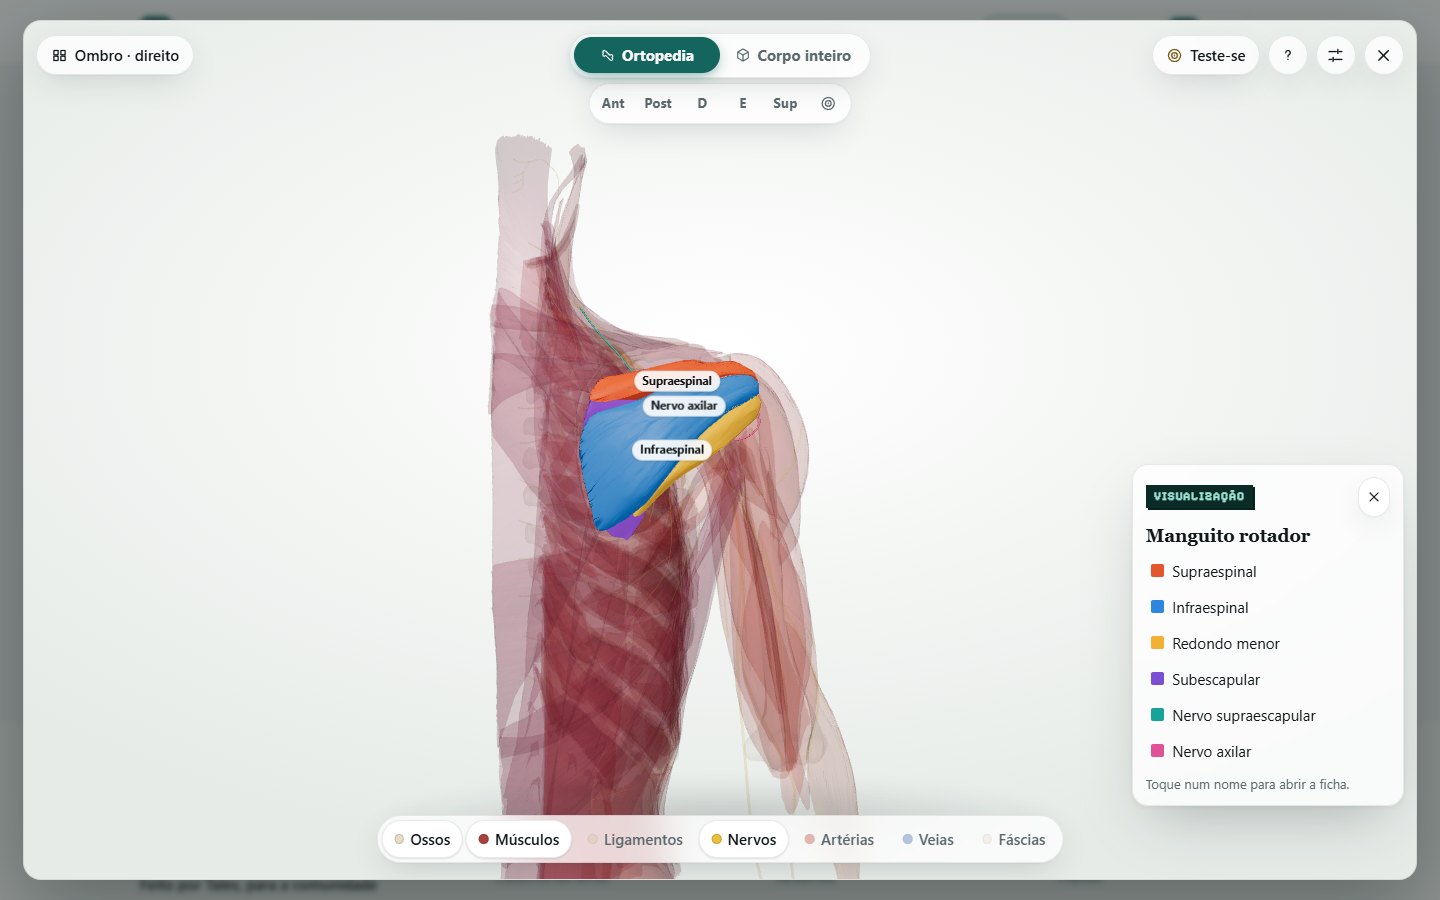 Ombro · direito
Ortopedia
Corpo inteiro
Teste-se
?
Ant
Post
D
E
Sup
Supraespinal
Nervo axilar
Infraespinal
VISUALIZAÇÃO
Manguito rotador
Supraespinal
Infraespinal
Redondo menor
Subescapular
Nervo supraescapular
Nervo axilar
Toque num nome para abrir a ficha.
Ossos
Músculos
Ligamentos
Nervos
Artérias
Veias
Fáscias